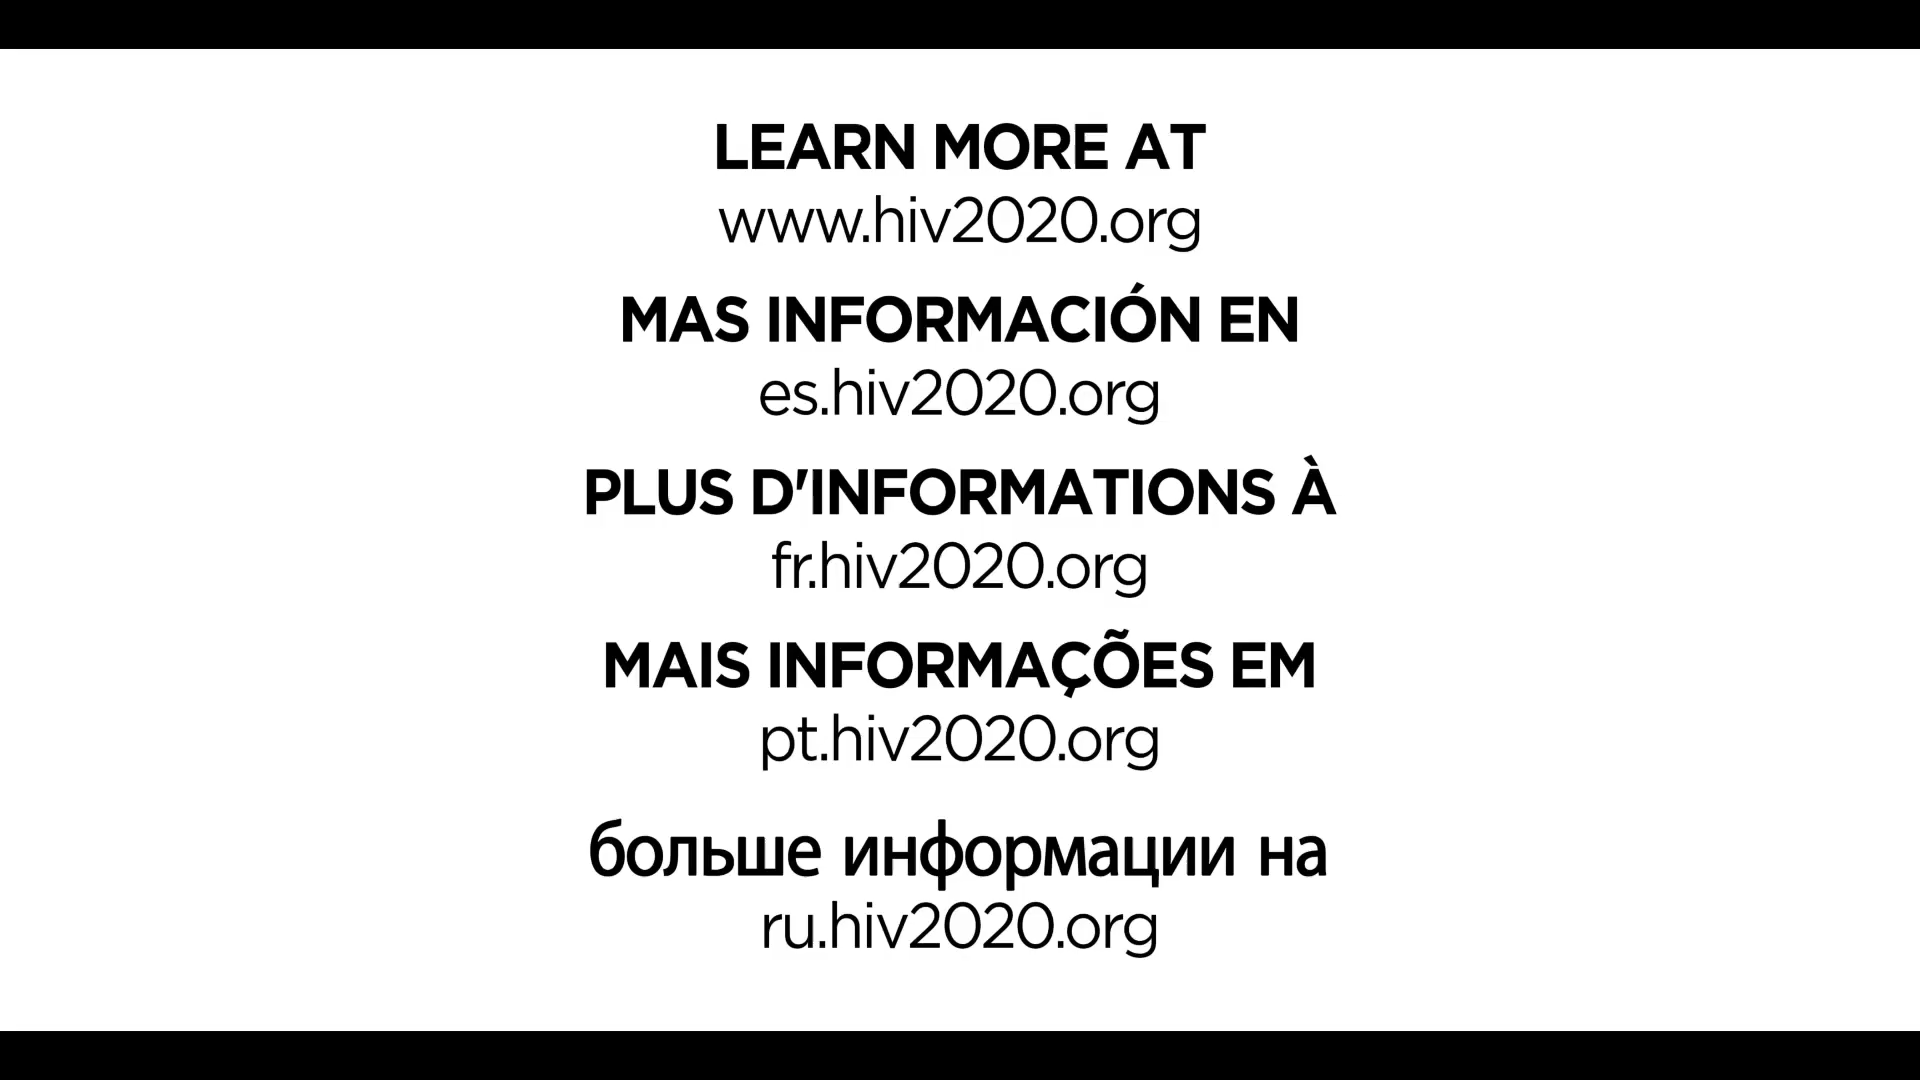 LEARN MORE AT
www.hiv2020.org
MAS INFORMACIÓN EN
es.hiv2020.org
PLUS D'INFORMATIONS À
fr.hiv2020.org
MAIS INFORMAÇÕES EM
pt.hiv2020.org
больше информации на
ru.hiv2020.org